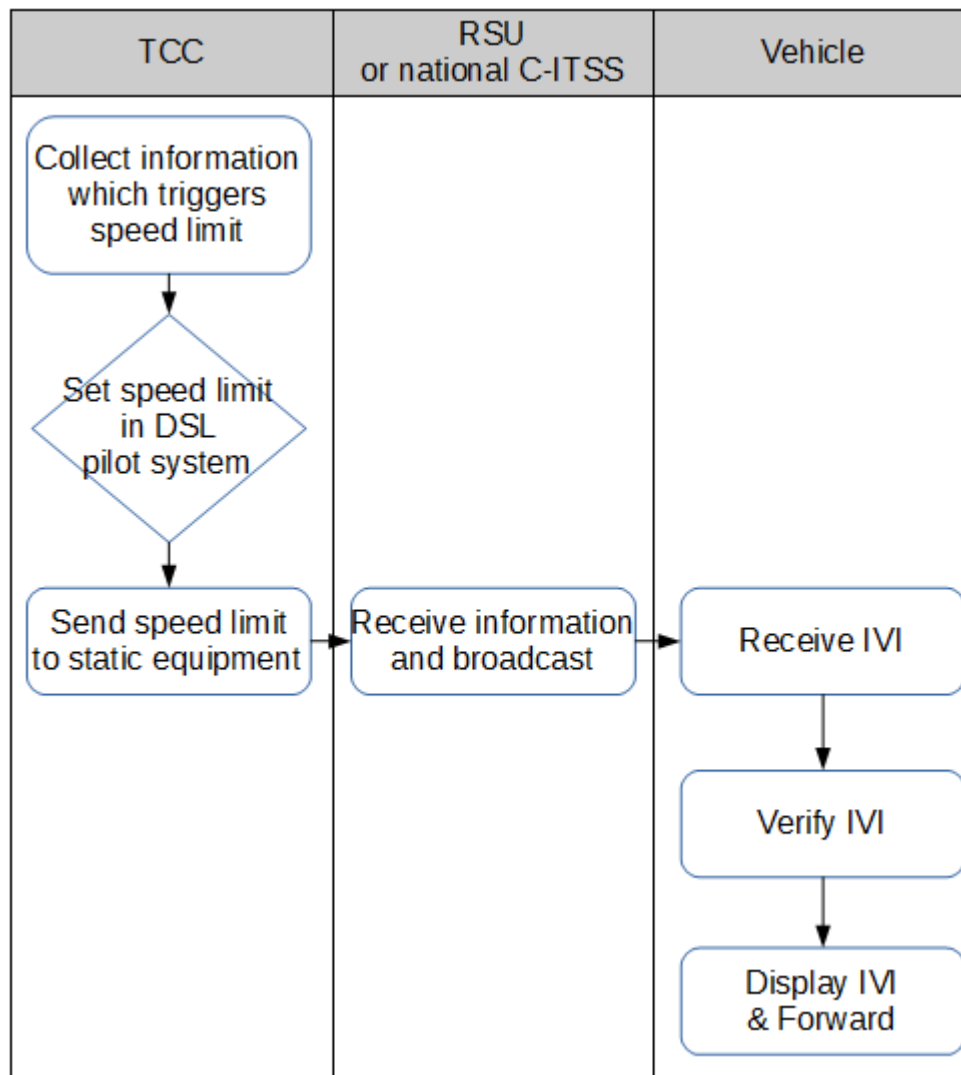 TCC
RSU
or national C-ITSS
Vehicle
Collect information
which triggers
speed limit
Set speed limit
in DSL
pilot system
Send speed limit
to static equipment
Receive information
and broadcast
Receive IVI
Verify IVI
Display IVI
& Forward